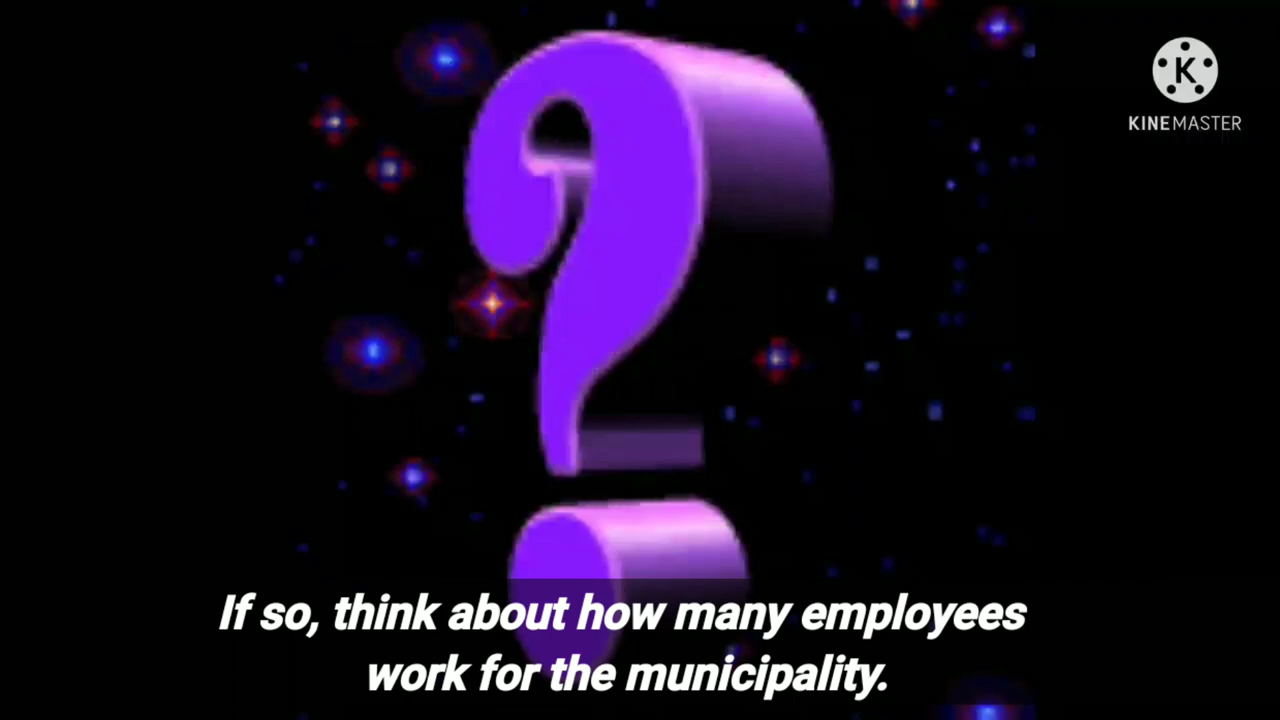 KINEMASTER
If so, think about how many employees
work for the municipality.